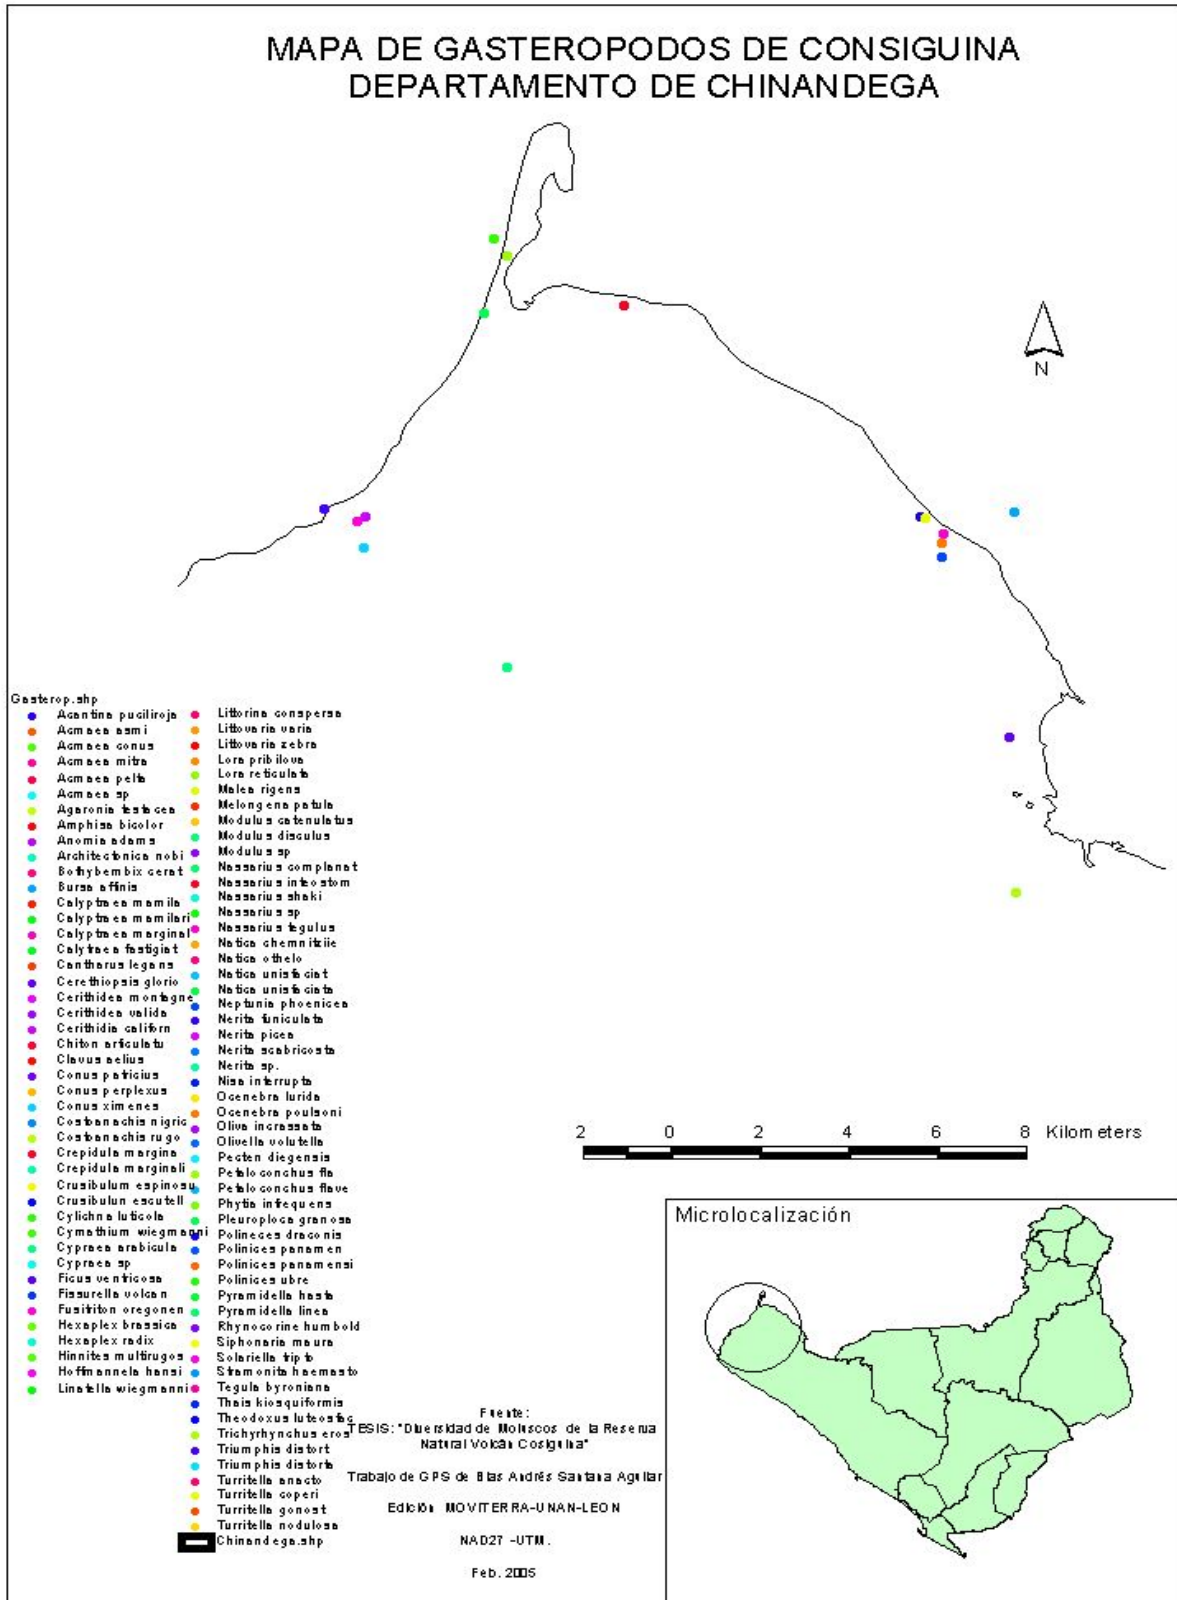 MAPA DE GASTEROPODOS DE CONSIGUINA
DEPARTAMENTO DE CHINANDEGA
N
Gasterop.shp
Acantina puciliroja
Acmaea asmi
Acmaea conus
Acmaea mitra
Acmaea pelta
Acmaea sp
Agaronia testacea
Amphisa bicolor
Anomia adams
Architectonica nobi
Bothybembix cerat
Bursa affinis
Calyptraea mamila
Calyptraea mamilari
Calyptraea marginal
Calytraea fastigiat
Cantharus legans
Cerethiopsis glorio
Cerithidea montagne
Cerithidea valida
Cerithidia californ
Chiton articulatu
Clavus aelius
Conus patricius
Conus perplexus
Conus ximenes
Costoanachis nigric
Costoanachis rugo
Crepidula margina
Crepidula marginali
Crusibulum espinosu
Crusibulun escutell
Cylichna luticola
Cymathium wiegmanni
Cypraea arabicula
Cypraea sp
Ficus ventricosa
Fissurella volcan
Fusitriton oregonen
Hexaplex brassica
Hexaplex radix
Hinnites multirugos
Hoffmannela hansi
Linatella wiegmanni
Littorina conspersa
Littovaria varia
Littovaria zebra
Lora pribilova
Lora reticulata
Malea rigens
Melongena patula
Modulus catenulatus
Modulus disculus
Modulus sp
Nassarius complanat
Nassarius inteostom
Nassarius shaki
Nassarius sp
Nassarius tegulus
Natica chemnitziie
Natica othelo
Natica unisfaciat
Natica unisfaciata
Neptunia phoenicea
Nerita funiculata
Nerita picea
Nerita scabricosta
Nerita sp.
Nisa interrupta
Ocenebra lurida
Ocenebra poulsoni
Oliva incrassata
Olivella volutella
Pecten diegensis
Petaloconchus fla
Petaloconchus flave
Phytia infrequens
Pleuroploca granosa
Polineces draconis
Polinices panamen
Polinices panamensi
Polinices ubre
Pyramidella hasta
Pyramidella linea
Rhynocorine humbold
Siphonaria maura
Solariella tripto
Stramonita haemasto
Tegula byroniana
Thais kiosquiformis
Theodoxus luteosfac
Trichyrhynchus eros
Triumphis distort
Triumphis distorta
Turritella anacto
Turritella coperi
Turritella gonost
Turritella nodulosa
Chinandega.shp
2 0 2 4 6 8 Kilometers
Fuente:
TESIS: "Diversidad de Moluscos de la Reserva
Natural Volcán Cosiguina"
Trabajo de GPS de Blas Andrés Santana Aguilar
Edición MOVITERRA-UNAN-LEON
NAD27 -UTM.
Feb. 2005
Microlocalización